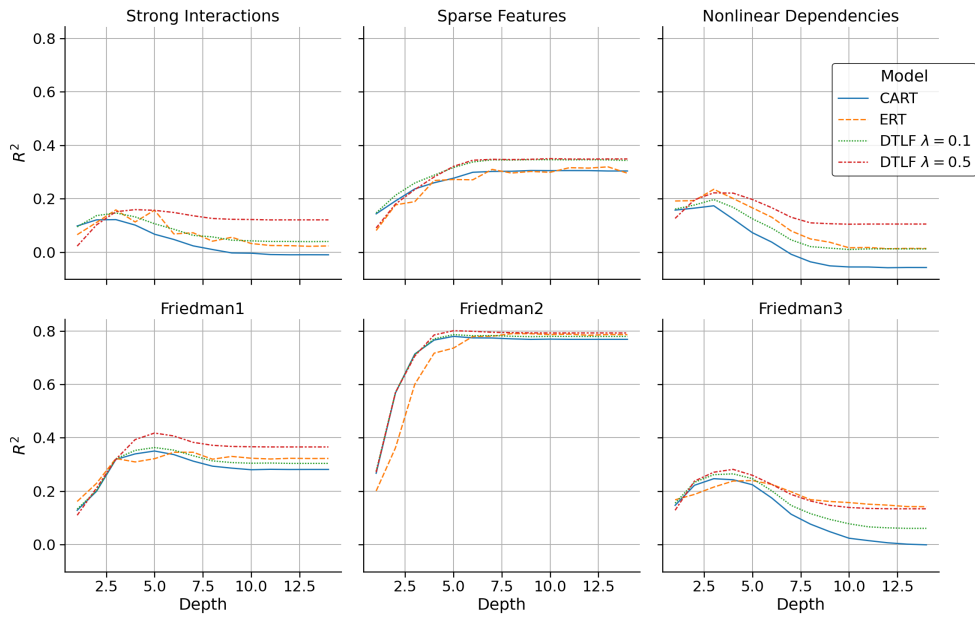 Strong Interactions
Sparse Features
Nonlinear Dependencies
0.8
0.6
0.4
0.2
0.0
R²
Model
CART
ERT
DTLF λ = 0.1
DTLF λ = 0.5
Friedman1
Friedman2
Friedman3
0.8
0.6
0.4
0.2
0.0
R²
2.5 5.0 7.5 10.0 12.5
2.5 5.0 7.5 10.0 12.5
2.5 5.0 7.5 10.0 12.5
Depth
Depth
Depth